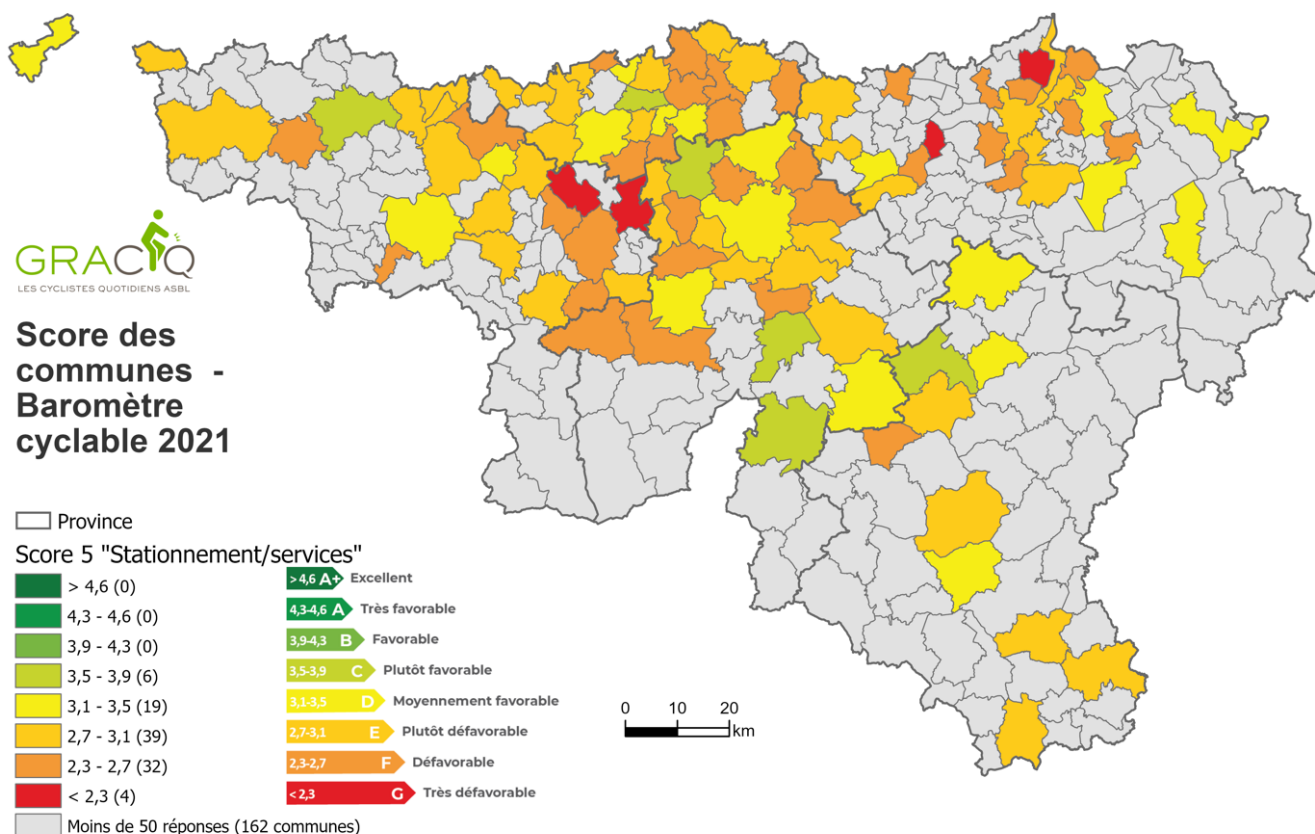 GRACQ
LES CYCLISTES QUOTIDIENS ASBL
Score des
communes -
Baromètre
cyclable 2021
Province
Score 5 "Stationnement/services"
> 4,6 (0)
4,3 - 4,6 (0)
3,9 - 4,3 (0)
3,5 - 3,9 (6)
3,1 - 3,5 (19)
2,7 - 3,1 (39)
2,3 - 2,7 (32)
< 2,3 (4)
Moins de 50 réponses (162 communes)
> 4,6 A+ Excellent
4,3-4,6 A Très favorable
3,9-4,3 B Favorable
3,5-3,9 C Plutôt favorable
3,1-3,5 D Moyennement favorable
2,7-3,1 E Plutôt défavorable
2,3-2,7 F Défavorable
< 2,3 G Très défavorable
0 10 20
km